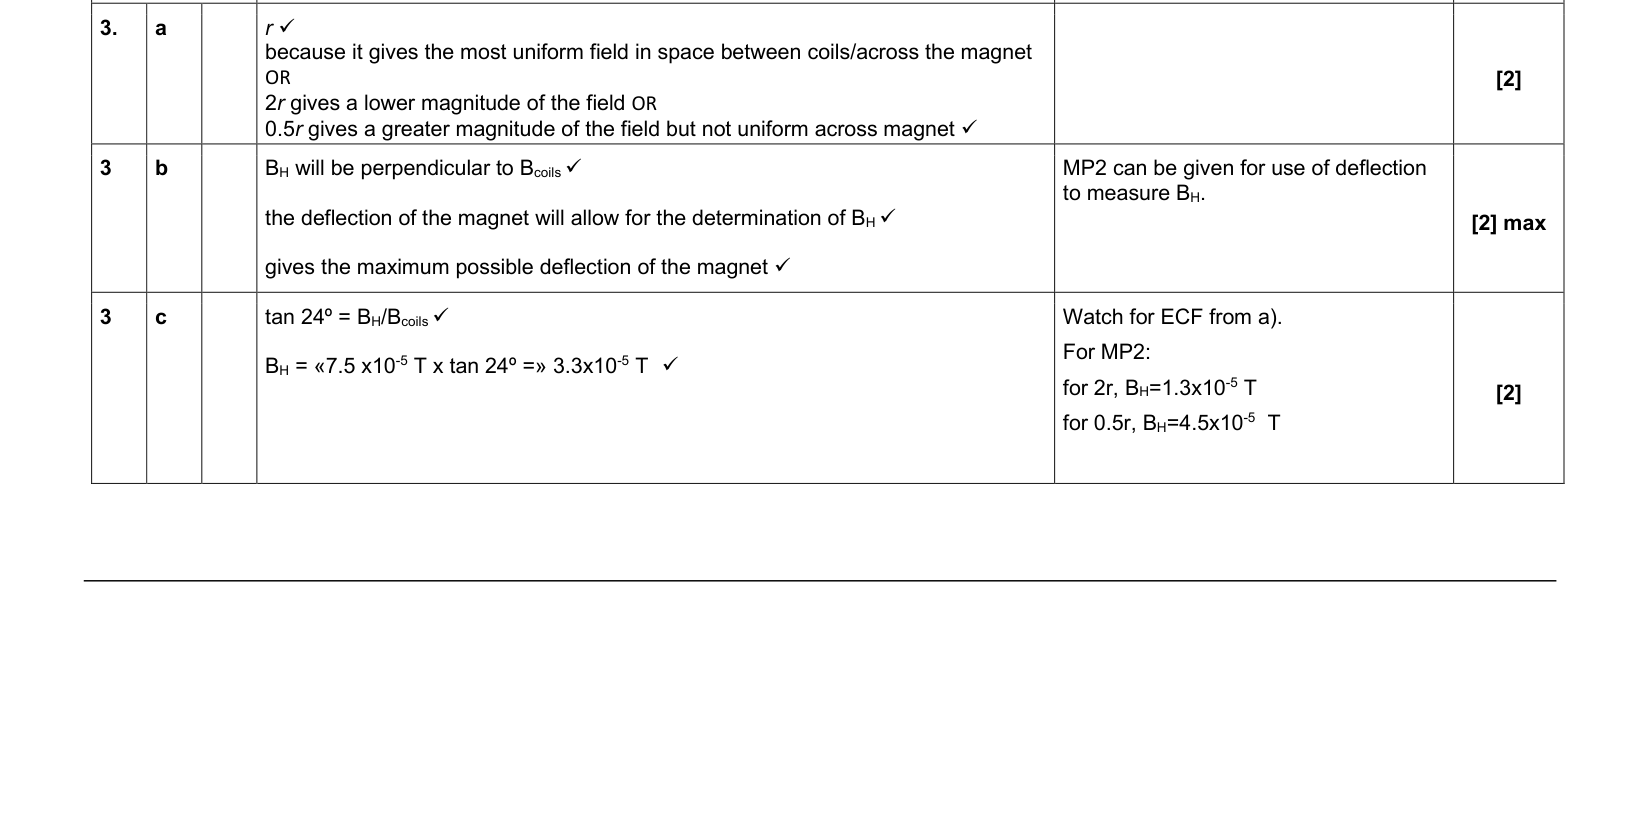 3. a r ✓
because it gives the most uniform field in space between coils/across the magnet
OR
[2]
2r gives a lower magnitude of the field OR
0.5r gives a greater magnitude of the field but not uniform across magnet ✓
3 b BH will be perpendicular to Bcoils ✓ MP2 can be given for use of deflection
to measure BH.
the deflection of the magnet will allow for the determination of BH ✓
[2] max
gives the maximum possible deflection of the magnet ✓
3 c tan 24º = BH/Bcoils ✓ Watch for ECF from a).
For MP2:
BH = «7.5 x10-5 T x tan 24º =» 3.3x10-5 T ✓
for 2r, BH=1.3x10-5 T
[2]
for 0.5r, BH=4.5x10-5 T